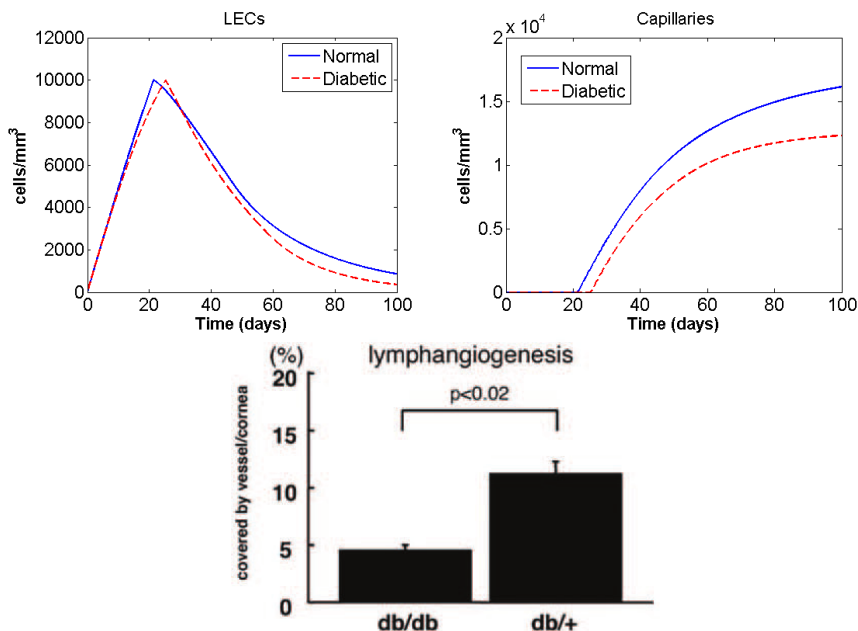 LECs
12000
10000
8000
6000
4000
2000
0
cells/mm³
Normal
Diabetic
0 20 40 60 80 100
Time (days)
Capillaries
2 x 10⁴
1.5
1
0.5
0
cells/mm³
Normal
Diabetic
0 20 40 60 80 100
Time (days)
(%) lymphangiogenesis
20
15
10
5
0
covered by vessel/cornea
p<0.02
db/db db/+